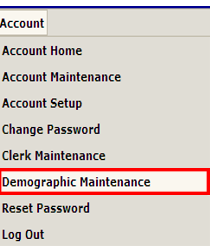 Account
Account Home
Account Maintenance
Account Setup
Change Password
Clerk Maintenance
Demographic Maintenance
Reset Password
Log Out